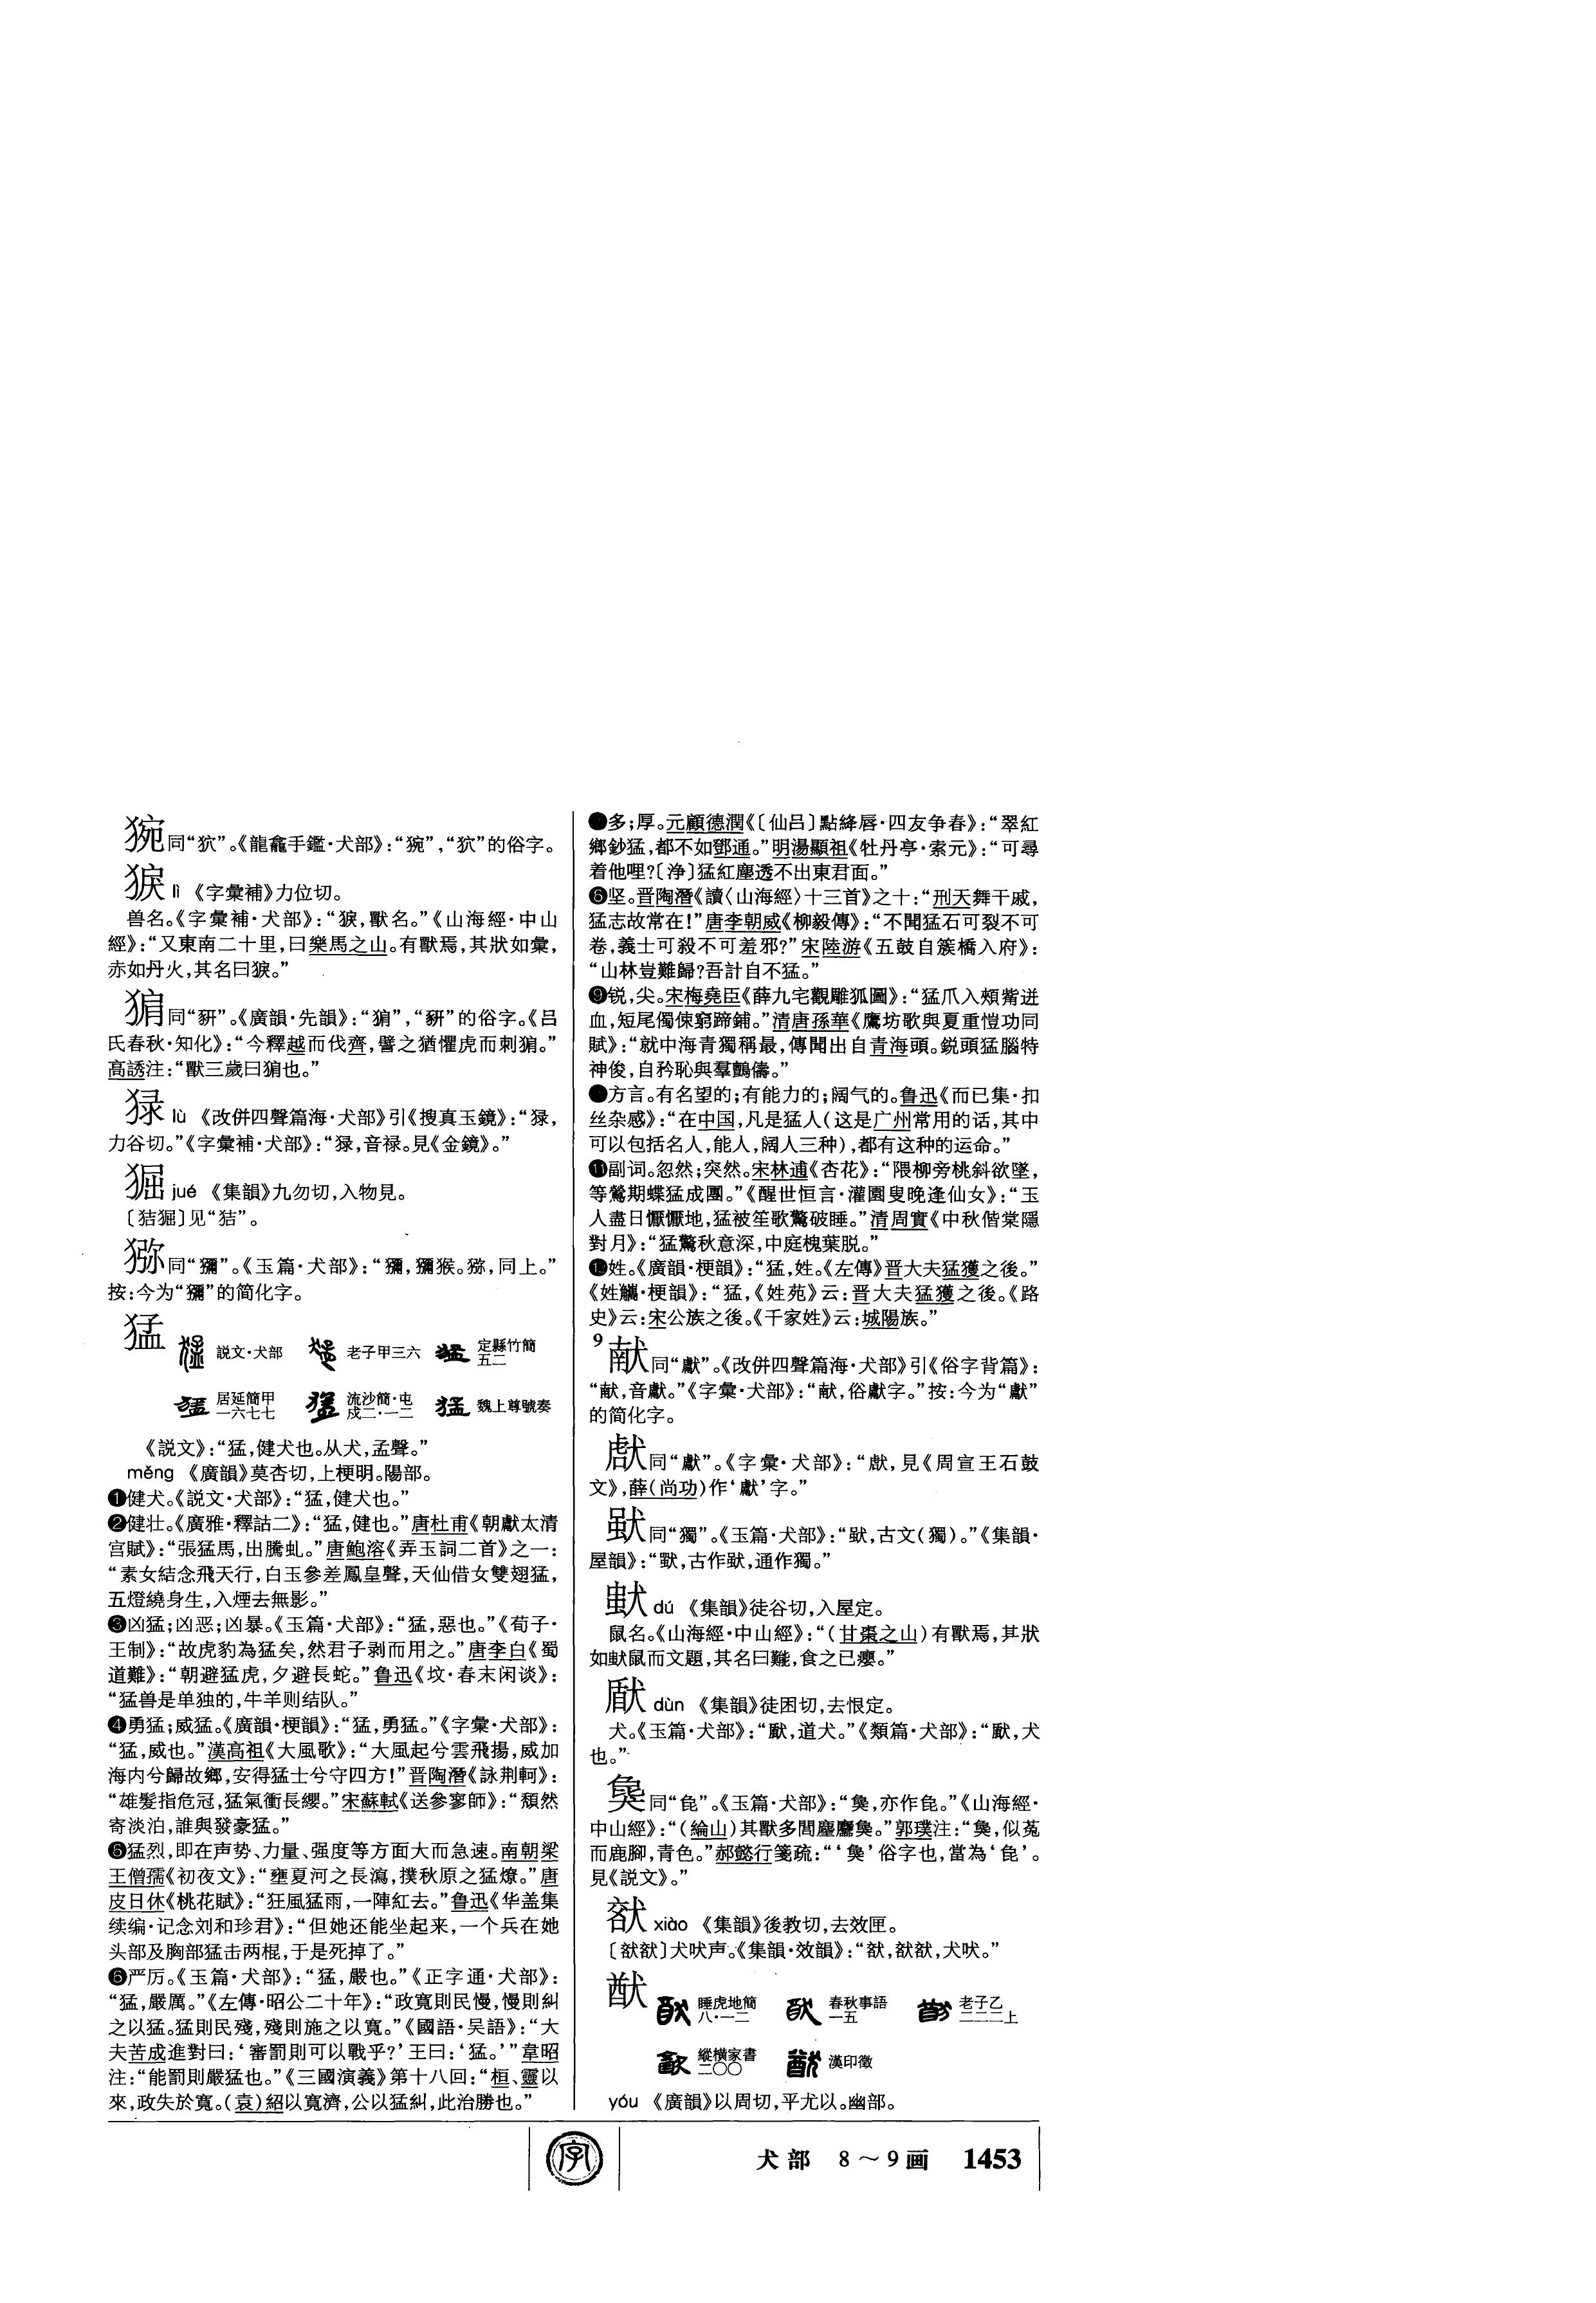 同“狖”。《龍龕手鑑·犬部》:“㹶”,“狖”的俗字。
猤 lì 《字彙補》力位切。
兽名。《字彙補·犬部》:“㹭,獸名。”《山海經·中山
經》:“又東南二十里,曰樂馬之山。有獸焉,其狀如彙,
赤如丹火,其名曰㹭。”
狷同“豜”。《廣韻·先韻》:“猏”,“豜”的俗字。《吕
氏春秋·知化》:“今釋越而伐齊,譬之猶懼虎而刺猏。”
高誘注:“獸三歲曰猏也。”
lù 《改併四聲篇海·犬部》引《搜真玉鏡》:“㺃,
力谷切。”《字彙補·犬部》:“音禄。見《金鏡》。”
㹷 jué 《集韻》九勿切,入物見。
〔狤㹷〕见“狤”。
猕同“獼”。《玉篇·犬部》:“獼,獼猴。猕,同上。”
按:今为“獼”的简化字。
猛
説文·犬部 老子甲三六 定縣竹簡五二
居延簡甲一六七七 流沙簡·屯戍二·一二 魏上尊號奏
《説文》:“猛,健犬也。从犬,孟聲。”
měng 《廣韻》莫杏切,上梗明。陽部。
❶健犬。《説文·犬部》:“猛,健犬也。”
❷健壮。《廣雅·釋詁二》:“猛,健也。”唐杜甫《朝獻太清
宫賦》:“張猛馬,出騰虬。”唐鮑溶《弄玉詞二首》之一:
“素女結念飛天行,白玉參差鳳皇聲,天仙借女雙翅猛,
五燈繞身生,入煙去無影。”
❸凶猛;凶恶;凶暴。《玉篇·犬部》:“猛,惡也。”《荀子·
王制》:“故虎豹為猛矣,然君子剥而用之。”唐李白《蜀
道難》:“朝避猛虎,夕避長蛇。”鲁迅《坟·春末闲谈》:
“猛兽是单独的,牛羊则结队。”
❹勇猛;威猛。《廣韻·梗韻》:“猛,勇猛。”《字彙·犬部》:
“猛,威也。”漢高祖《大風歌》:“大風起兮雲飛揚,威加
海内兮歸故鄉,安得猛士兮守四方!”晋陶潛《詠荆軻》:
“雄髮指危冠,猛氣衝長纓。”宋蘇軾《送參寥師》:“頹然
寄淡泊,誰與發豪猛。”
❺猛烈,即在声势、力量、强度等方面大而急速。南朝梁
王僧孺《初夜文》:“壅夏河之長瀉,撲秋原之猛燎。”唐
皮日休《桃花賦》:“狂風猛雨,一陣紅去。”鲁迅《华盖集
续编·记念刘和珍君》:“但她还能坐起来,一个兵在她
头部及胸部猛击两棍,于是死掉了。”
❻严厉。《玉篇·犬部》:“猛,嚴也。”《正字通·犬部》:
“猛,嚴厲。”《左傳·昭公二十年》:“政寬則民慢,慢則糾
之以猛。猛則民殘,殘則施之以寬。”《國語·吴語》:“大
夫苦成進對曰:‘審罰則可以戰乎?’王曰:‘猛。’”韋昭
注:“能罰則嚴猛也。”《三國演義》第十八回:“桓、靈以
來,政失於寬。(袁)紹以寬濟,公以猛糾,此治勝也。”
多;厚。元顧德潤《〔仙吕〕點絳唇·四友争春》:“翠紅
鄉鈔猛,都不如鄧通。”明湯顯祖《牡丹亭·索元》:“可尋
着他哩?〔浄〕猛紅塵透不出東君面。”
坚。晋陶潛《讀〈山海經〉十三首》之十:“刑天舞干戚,
猛志故常在!”唐李朝威《柳毅傳》:“不聞猛石可裂不可
卷,義士可殺不可羞邪?”宋陸游《五鼓自簇橋入府》:
“山林豈難歸?吾計自不猛。”
❾锐,尖。宋梅堯臣《薛九宅觀雕狐圖》:“猛爪入頰觜迸
血,短尾獨㑛窮蹄鋪。”清唐孫華《鷹坊歌與夏重愷功同
賦》:“就中海青獨稱最,傳聞出自青海頭。鋭頭猛腦特
神俊,自矜恥與羣鸇儔。”
方言。有名望的;有能力的;阔气的。鲁迅《而已集·扣
丝杂感》:“在中国,凡是猛人(这是广州常用的话,其中
可以包括名人,能人,阔人三种),都有这种的运命。”
⓫副词。忽然;突然。宋林逋《杏花》:“隈柳旁桃斜欲墜,
等鶯期蝶猛成團。”《醒世恒言·灌園叟晚逢仙女》:“玉
人盡日懨懨地,猛被笙歌驚破睡。”清周實《中秋偕棠隱
對月》:“猛驚秋意深,中庭槐葉脱。”
⓬姓。《廣韻·梗韻》:“猛,姓。《左傳》晋大夫猛獲之後。”
《姓觿·梗韻》:“猛,《姓苑》云:晋大夫猛獲之後。《路
史》云:宋公族之後。《千家姓》云:城陽族。”
9
献同“獻”。《改併四聲篇海·犬部》引《俗字背篇》:
“献,音獻。”《字彙·犬部》:“献,俗獻字。”按:今为“獻”
的简化字。
同“獻”。《字彙·犬部》:“見《周宣王石鼓
文》,薛(尚功)作‘獻’字。”
同“獨”。《玉篇·犬部》:“古文(獨)。”《集韻·
屋韻》:“古作通作獨。”
dú 《集韻》徒谷切,入屋定。
鼠名。《山海經·中山經》:“(甘棗之山)有獸焉,其狀
如鼠而文題,其名曰㔮,食之已癭。”
dùn 《集韻》徒困切,去恨定。
犬。《玉篇·犬部》:“道犬。”《類篇·犬部》:“犬
也。”
㚟同“㲋”。《玉篇·犬部》:“㚟,亦作㲋。”《山海經·
中山經》:“(綸山)其獸多閭麈麢㚟。”郭璞注:“㚟,似菟
而鹿腳,青色。”郝懿行箋疏:“‘㚟’俗字也,當為‘㲋’。
見《説文》。”
xiào 《集韻》後教切,去效匣。
犬吠声。《集韻·效韻》:“犬吠。”
猷
睡虎地簡八·一二 春秋事語一五 老子乙二二二上
縱横家書二〇〇 漢印徵
yóu 《廣韻》以周切,平尤以。幽部。
字
犬部 8～9画 1453